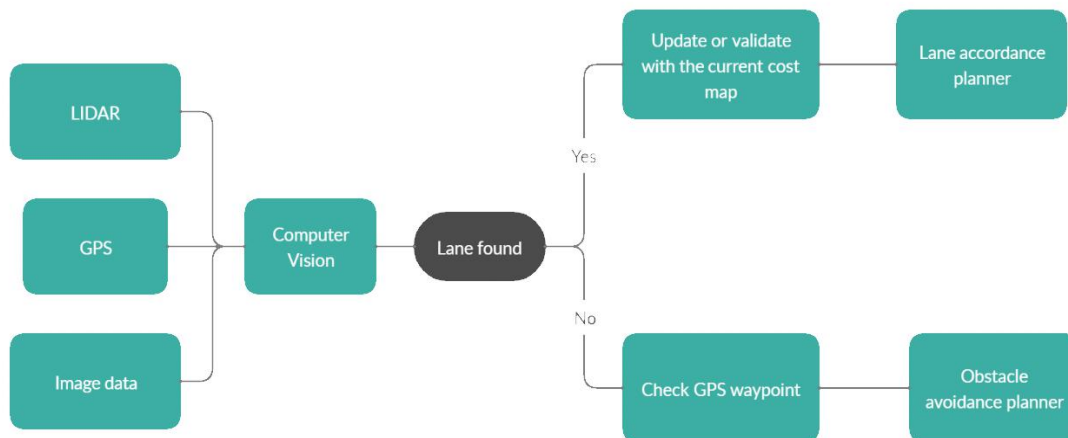 LIDAR
GPS
Image data
Computer
Vision
Lane found
Yes
No
Update or validate
with the current cost
map
Lane accordance
planner
Check GPS waypoint
Obstacle
avoidance planner